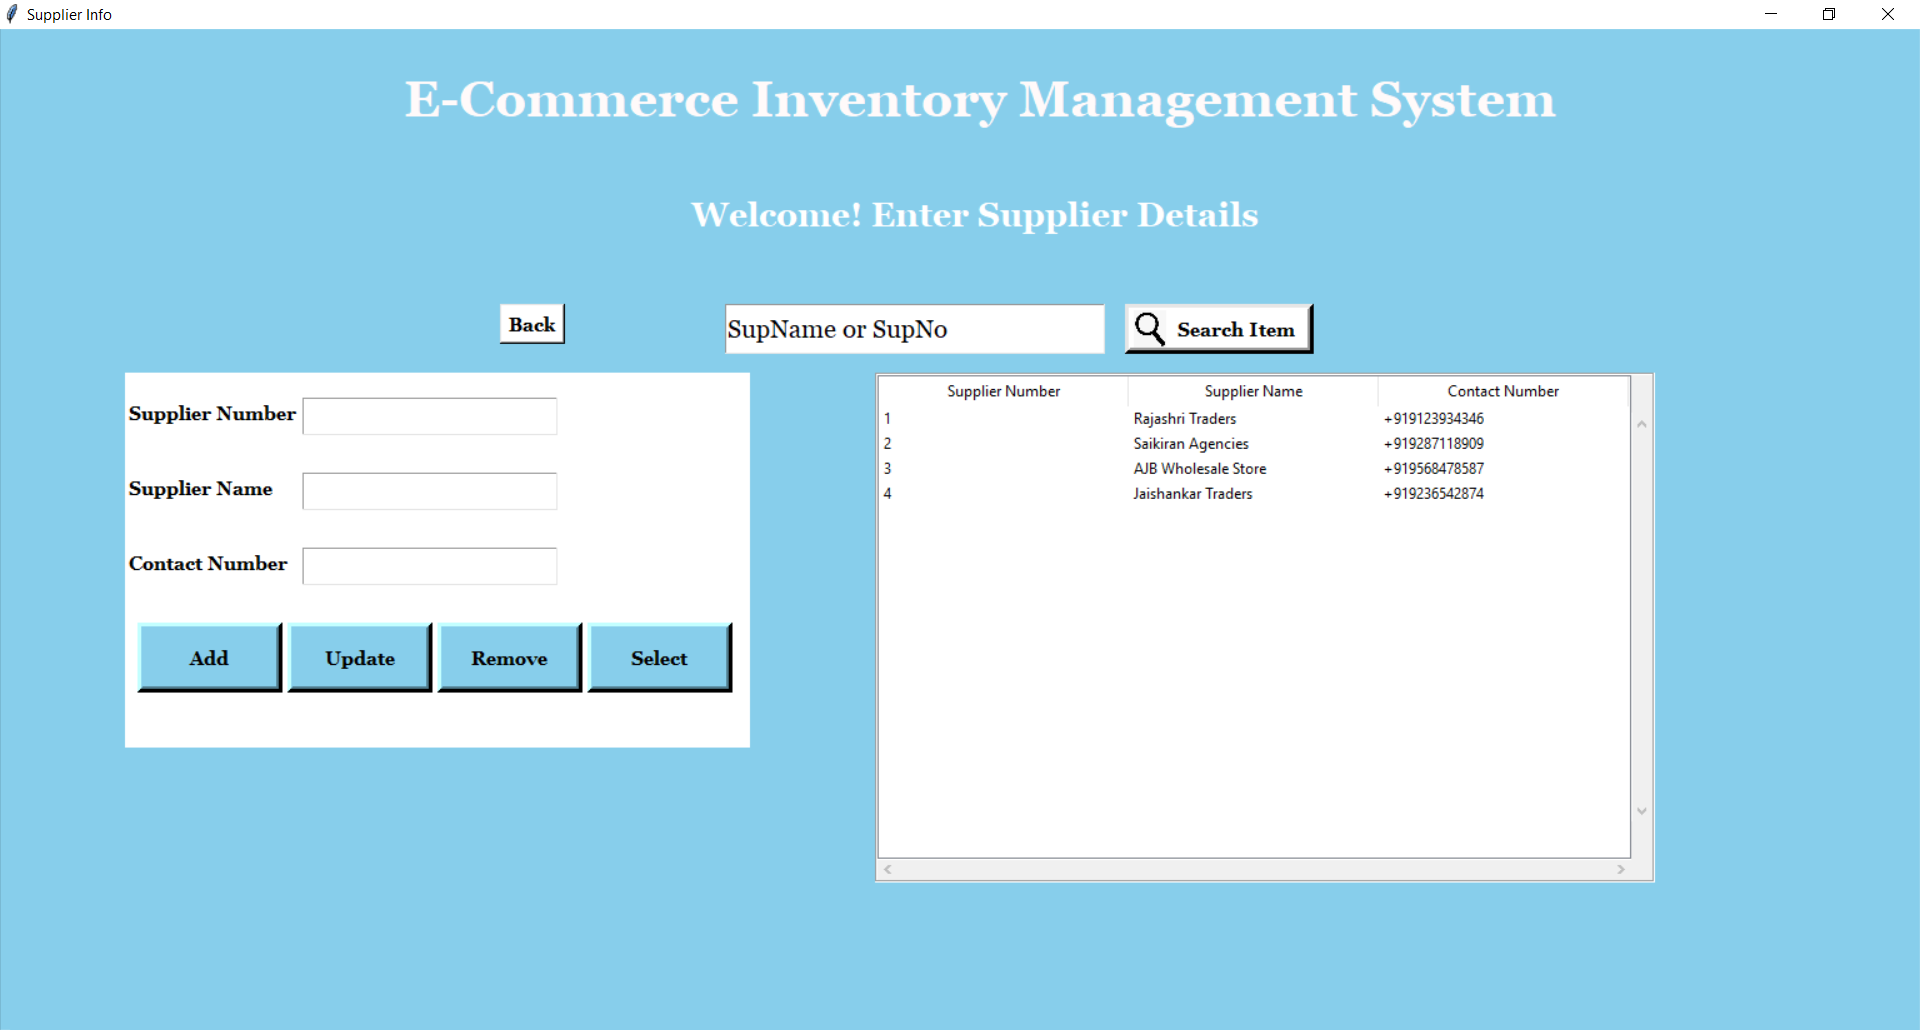 Supplier Info
E-Commerce Inventory Management System
Welcome! Enter Supplier Details
Back
SupName or SupNo
Search Item
Supplier Number
Supplier Name
Contact Number
Add Update Remove Select
Supplier Number Supplier Name Contact Number
1 Rajashri Traders +919123934346
2 Saikiran Agencies +919287118909
3 AJB Wholesale Store +919568478587
4 Jaishankar Traders +919236542874